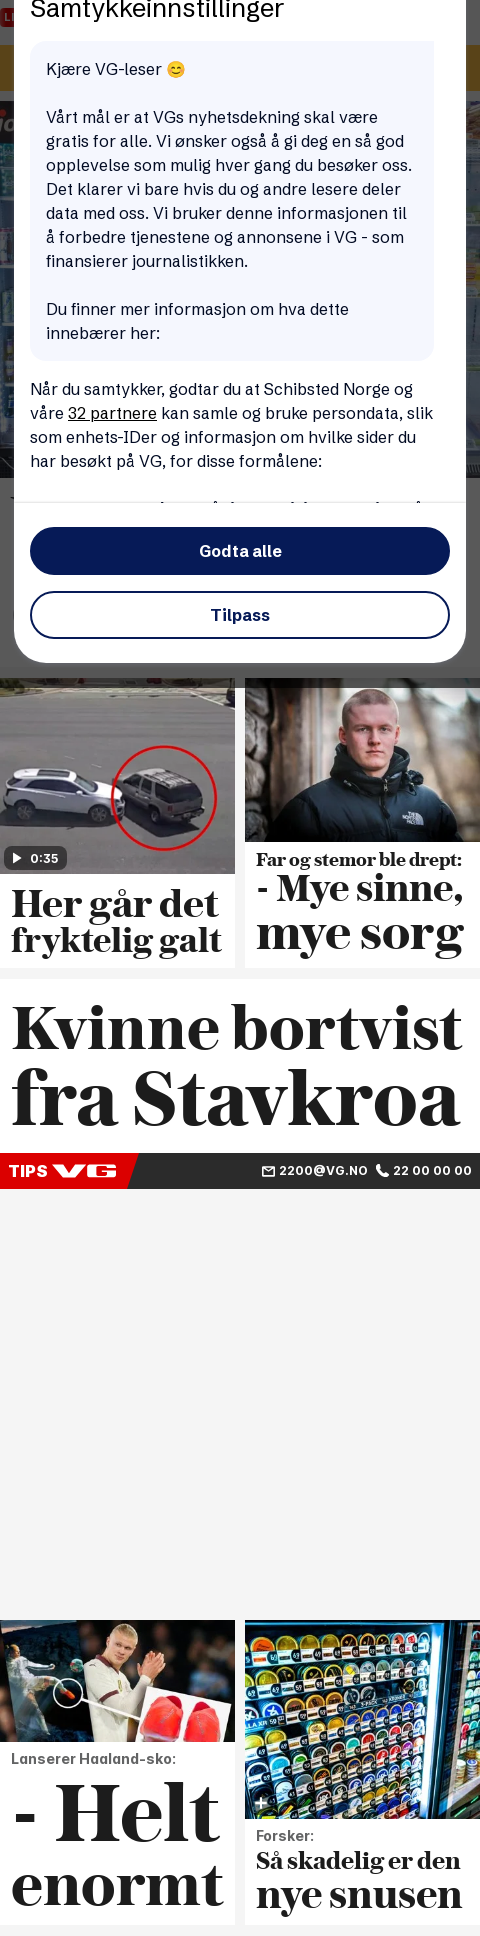 Samtykkeinnstillinger
Kjære VG-leser 😊
Vårt mål er at VGs nyhetsdekning skal være
gratis for alle. Vi ønsker også å gi deg en så god
opplevelse som mulig hver gang du besøker oss.
Det klarer vi bare hvis du og andre lesere deler
data med oss. Vi bruker denne informasjonen til
å forbedre tjenestene og annonsene i VG - som
finansierer journalistikken.
Du finner mer informasjon om hva dette
innebærer her:
Når du samtykker, godtar du at Schibsted Norge og
våre 32 partnere kan samle og bruke persondata, slik
som enhets-IDer og informasjon om hvilke sider du
har besøkt på VG, for disse formålene:
Godta alle
Tilpass
0:35
Her går det
fryktelig galt
THE NORTH FACE
Far og stemor ble drept:
- Mye sinne,
mye sorg
Kvinne bortvist
fra Stavkroa
TIPS VG 2200@VG.NO 22 00 00 00
Lanserer Haaland-sko:
- Helt
enormt
Forsker:
Så skadelig er den
nye snusen